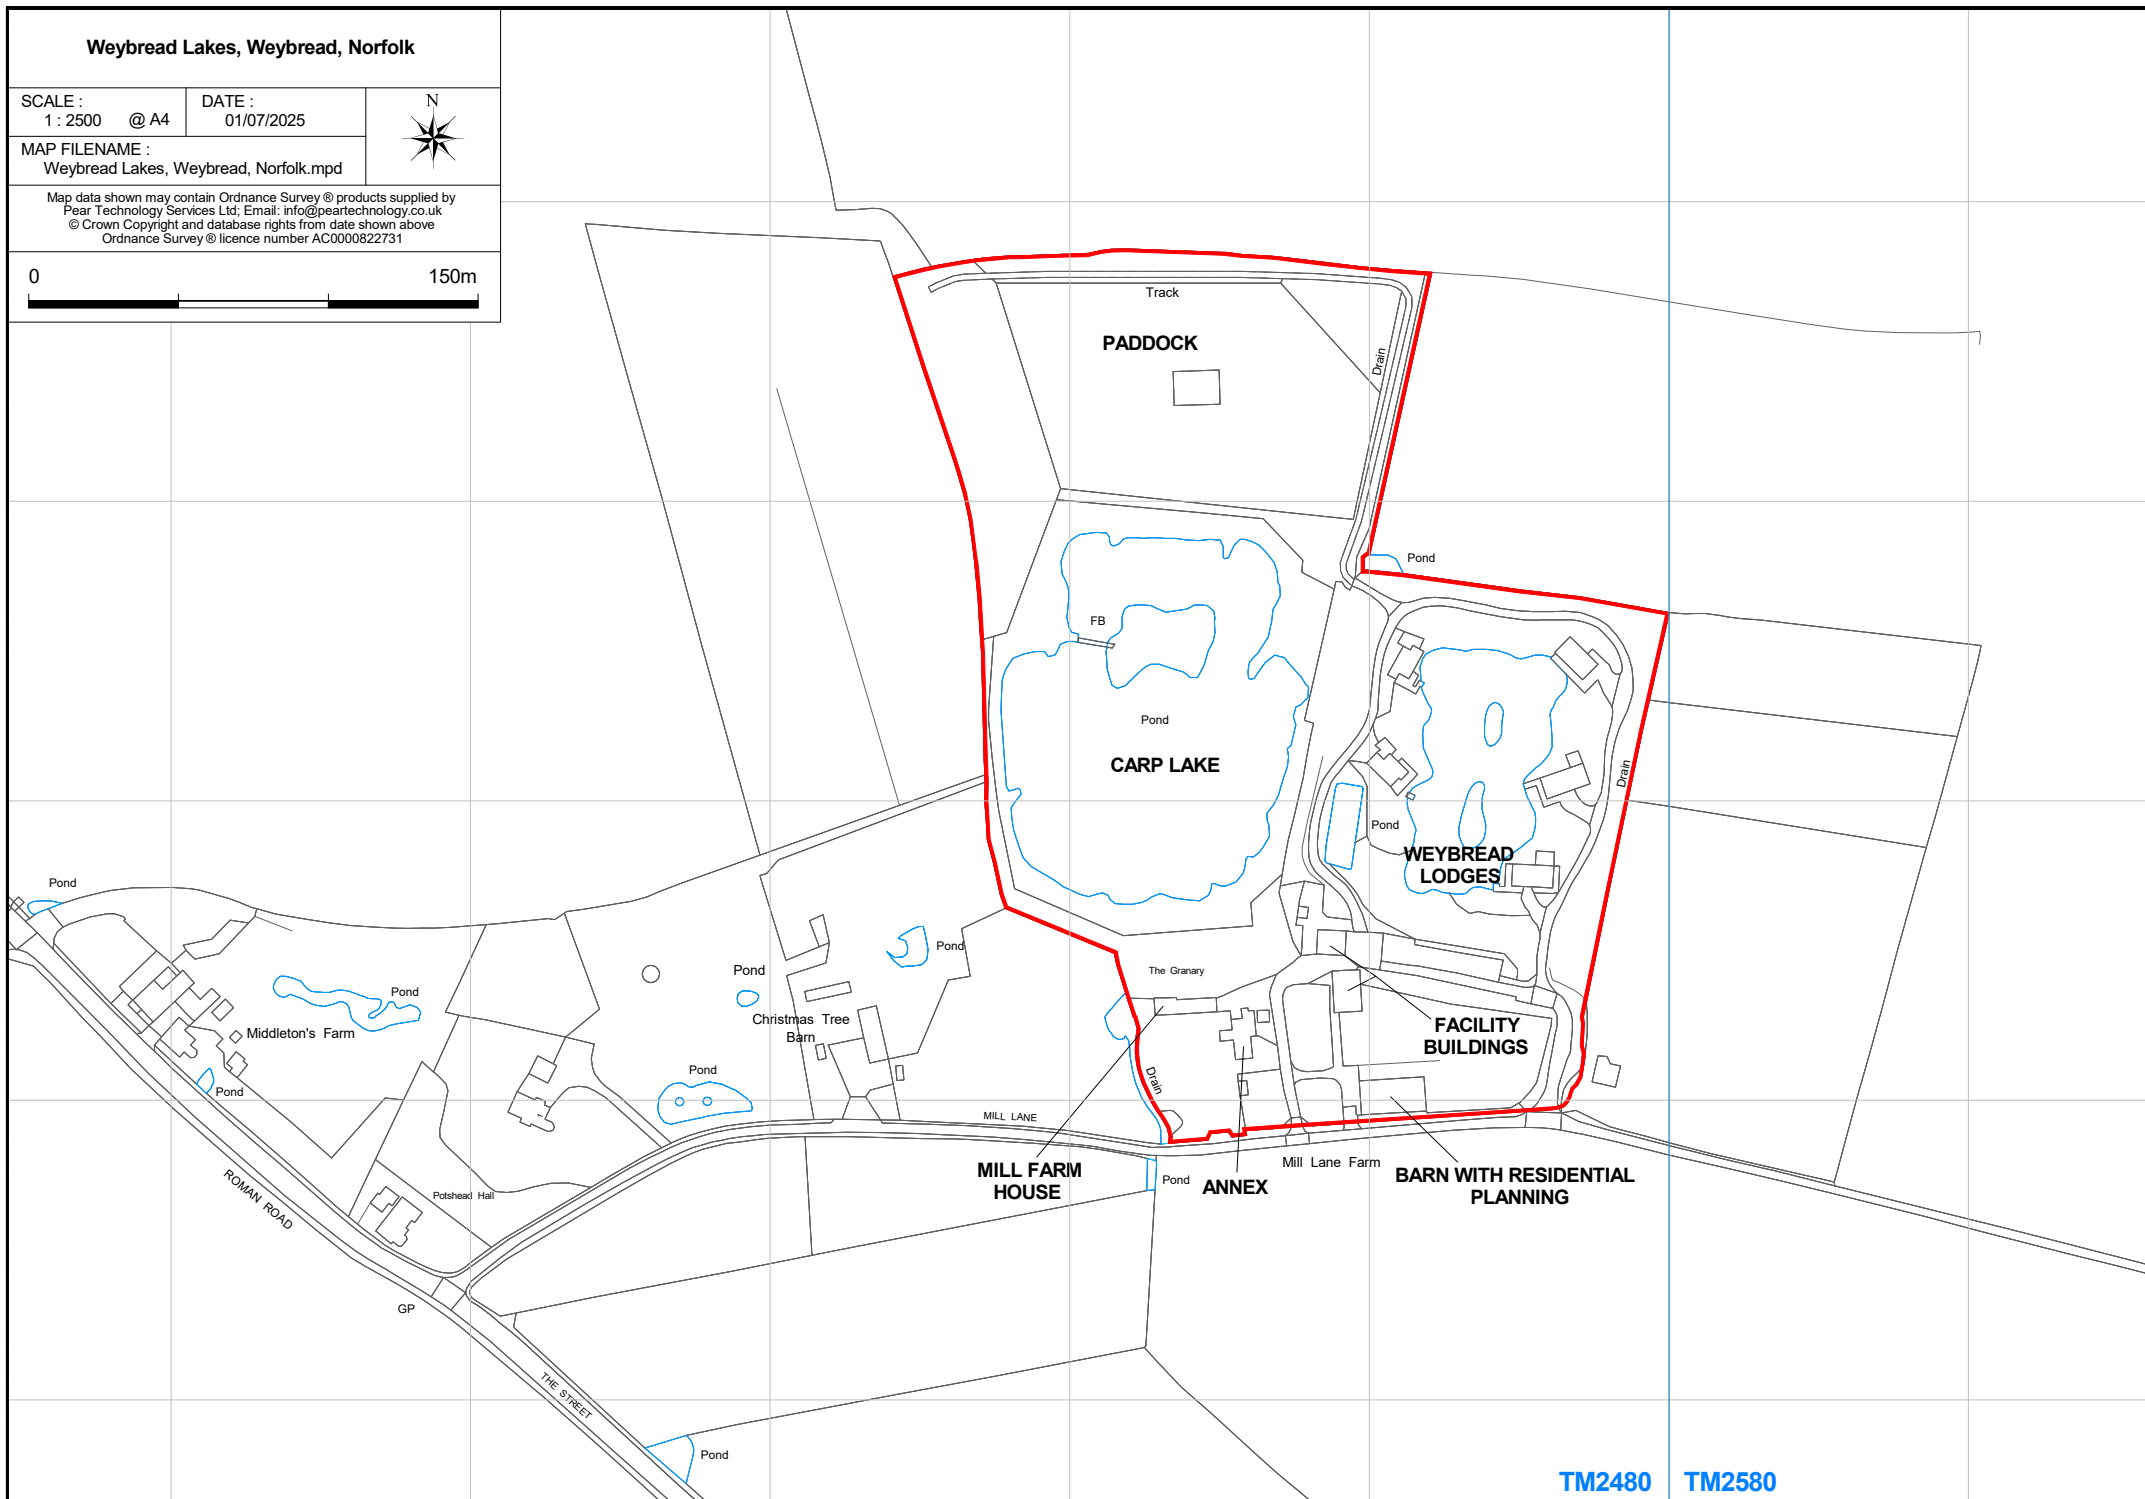 Weybread Lakes, Weybread, Norfolk
SCALE :
1 : 2500 @ A4
DATE :
01/07/2025
N
MAP FILENAME :
Weybread Lakes, Weybread, Norfolk.mpd
Map data shown may contain Ordnance Survey ® products supplied by
Pear Technology Services Ltd; Email: info@peartechnology.co.uk
© Crown Copyright and database rights from date shown above
Ordnance Survey ® licence number AC0000822731
0 150m
Track
PADDOCK
Drain
Pond
FB
Pond
CARP LAKE
Drain
Pond
WEYBREAD
LODGES
Pond
Pond
Pond
Pond
The Granary
Christmas Tree
Barn
Middleton's Farm
FACILITY
BUILDINGS
Pond
Pond
Drain
MILL LANE
Mill Lane Farm
MILL FARM
HOUSE
Pond
ANNEX
BARN WITH RESIDENTIAL
PLANNING
Potshead Hall
ROMAN ROAD
GP
THE STREET
Pond
TM2480
TM2580